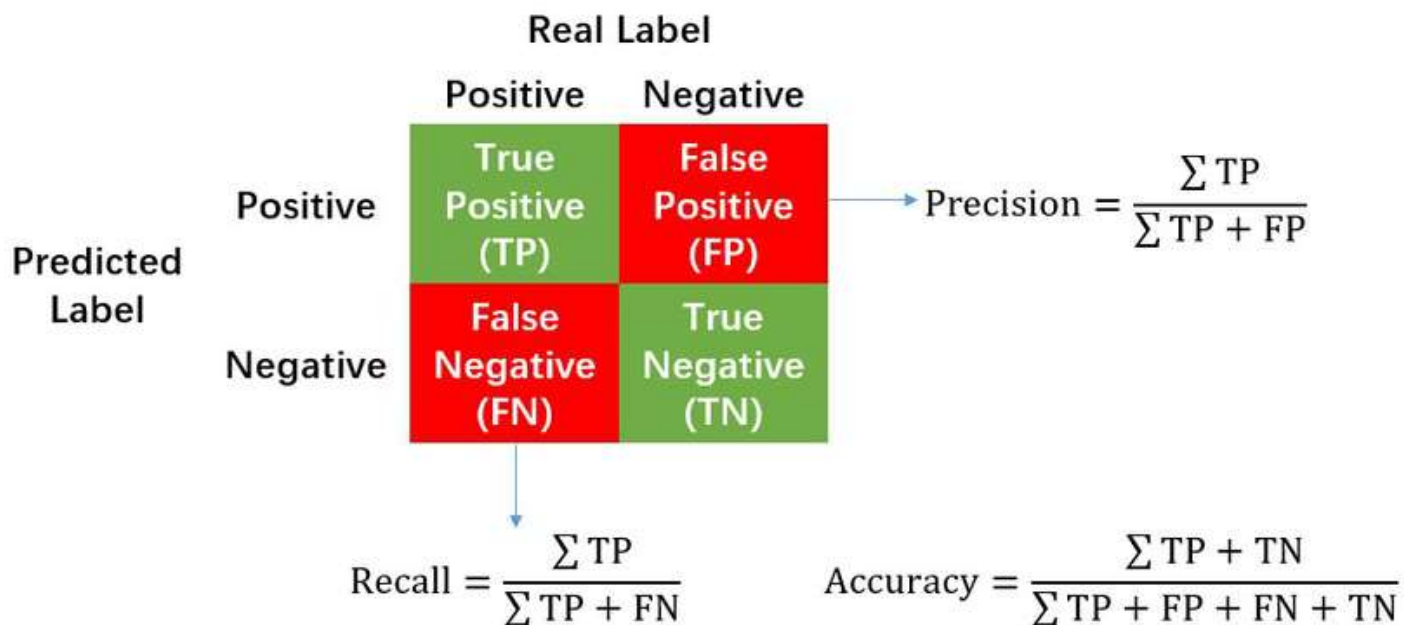 Real Label
Positive Negative
True Positive (TP)
False Positive (FP)
Positive
Precision = ∑ TP / ∑ TP + FP
Predicted Label
False Negative (FN)
True Negative (TN)
Negative
Recall = ∑ TP / ∑ TP + FN
Accuracy = ∑ TP + TN / ∑ TP + FP + FN + TN